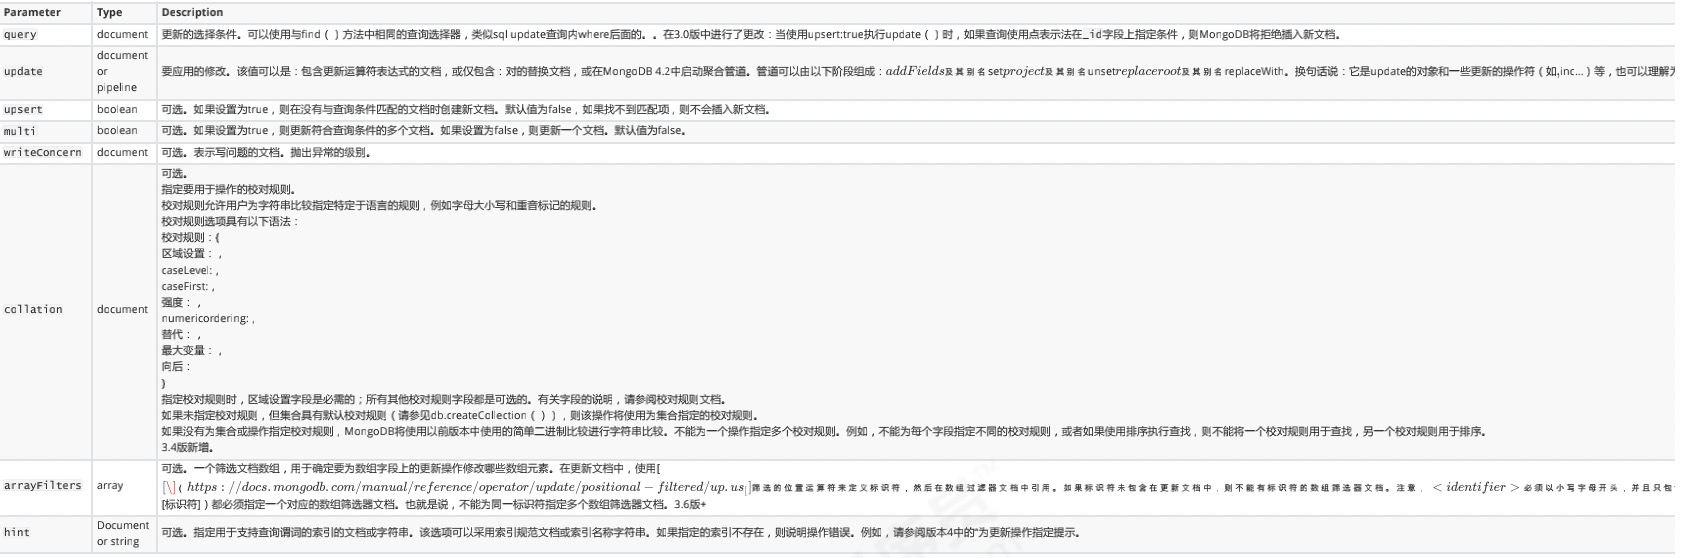 Parameter Type Description
query document 更新的选择条件。可以使用与find（）方法中相同的查询选择器，类似sql update查询内where后面的。。在3.0版中进行了更改：当使用upsert:true执行update（）时，如果查询使用点表示法在_id字段上指定条件，则MongoDB将拒绝插入新文档。
update document or pipeline 要应用的修改。该值可以是：包含更新运算符表达式的文档，或仅包含：对的替换文档，或在MongoDB 4.2中启动聚合管道。管道可以由以下阶段组成：addFields及其别名setproject及其别名unsetreplaceroot及其别名replaceWith。换句话说：它是update的对象和一些更新的操作符（如,inc...）等，也可以理解为
upsert boolean 可选。如果设置为true，则在没有与查询条件匹配的文档时创建新文档。默认值为false，如果找不到匹配项，则不会插入新文档。
multi boolean 可选。如果设置为true，则更新符合查询条件的多个文档。如果设置为false，则更新一个文档。默认值为false。
writeConcern document 可选。表示写问题的文档。抛出异常的级别。
collation document 可选。
指定要用于操作的校对规则。
校对规则允许用户为字符串比较指定特定于语言的规则，例如字母大小写和重音标记的规则。
校对规则选项具有以下语法：
校对规则：{
区域设置：，
caseLevel: ,
caseFirst: ,
强度：，
numericordering: ,
替代：，
最大变量：，
向后：
}
指定校对规则时，区域设置字段是必需的；所有其他校对规则字段都是可选的。有关字段的说明，请参阅校对规则文档。
如果未指定校对规则，但集合具有默认校对规则（请参见db.createCollection（）），则该操作将使用为集合指定的校对规则。
如果没有为集合或操作指定校对规则，MongoDB将使用以前版本中使用的简单二进制比较进行字符串比较。不能为一个操作指定多个校对规则。例如，不能为每个字段指定不同的校对规则，或者如果使用排序执行查找，则不能将一个校对规则用于查找，另一个校对规则用于排序。
3.4版新增。
arrayFilters array 可选。一个筛选文档数组，用于确定要为数组字段上的更新操作修改哪些数组元素。在更新文档中，使用[
[\]（https://docs.mongodb.com/manual/reference/operator/update/positional-filtered/up.us[]筛选的位置运算符来定义标识符，然后在数组过滤器文档中引用。如果标识符未包含在更新文档中，则不能有标识符的数组筛选器文档。注意，<identifier>必须以小写字母开头，并且只包
[标识符]）都必须指定一个对应的数组筛选器文档。也就是说，不能为同一标识符指定多个数组筛选器文档。3.6版+
hint Document or string 可选。指定用于支持查询谓词的索引的文档或字符串。该选项可以采用索引规范文档或索引名称字符串。如果指定的索引不存在，则说明操作错误。例如，请参阅版本4中的“为更新操作指定提示。